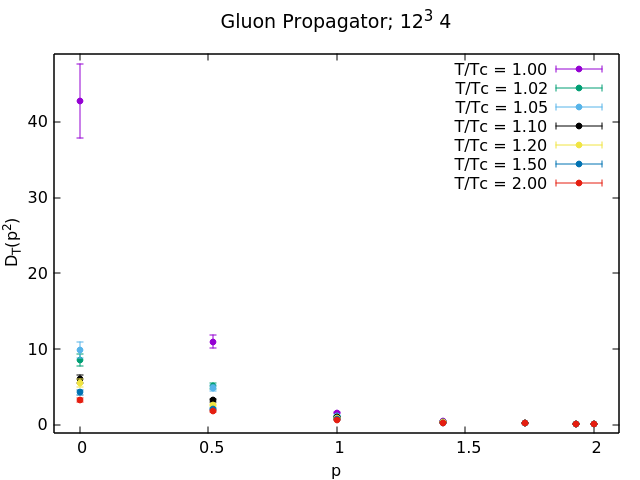 Gluon Propagator; 12³ 4
T/Tc = 1.00
T/Tc = 1.02
T/Tc = 1.05
T/Tc = 1.10
T/Tc = 1.20
T/Tc = 1.50
T/Tc = 2.00
40
30
20
10
0
D_T(p²)
0 0.5 1 1.5 2
p